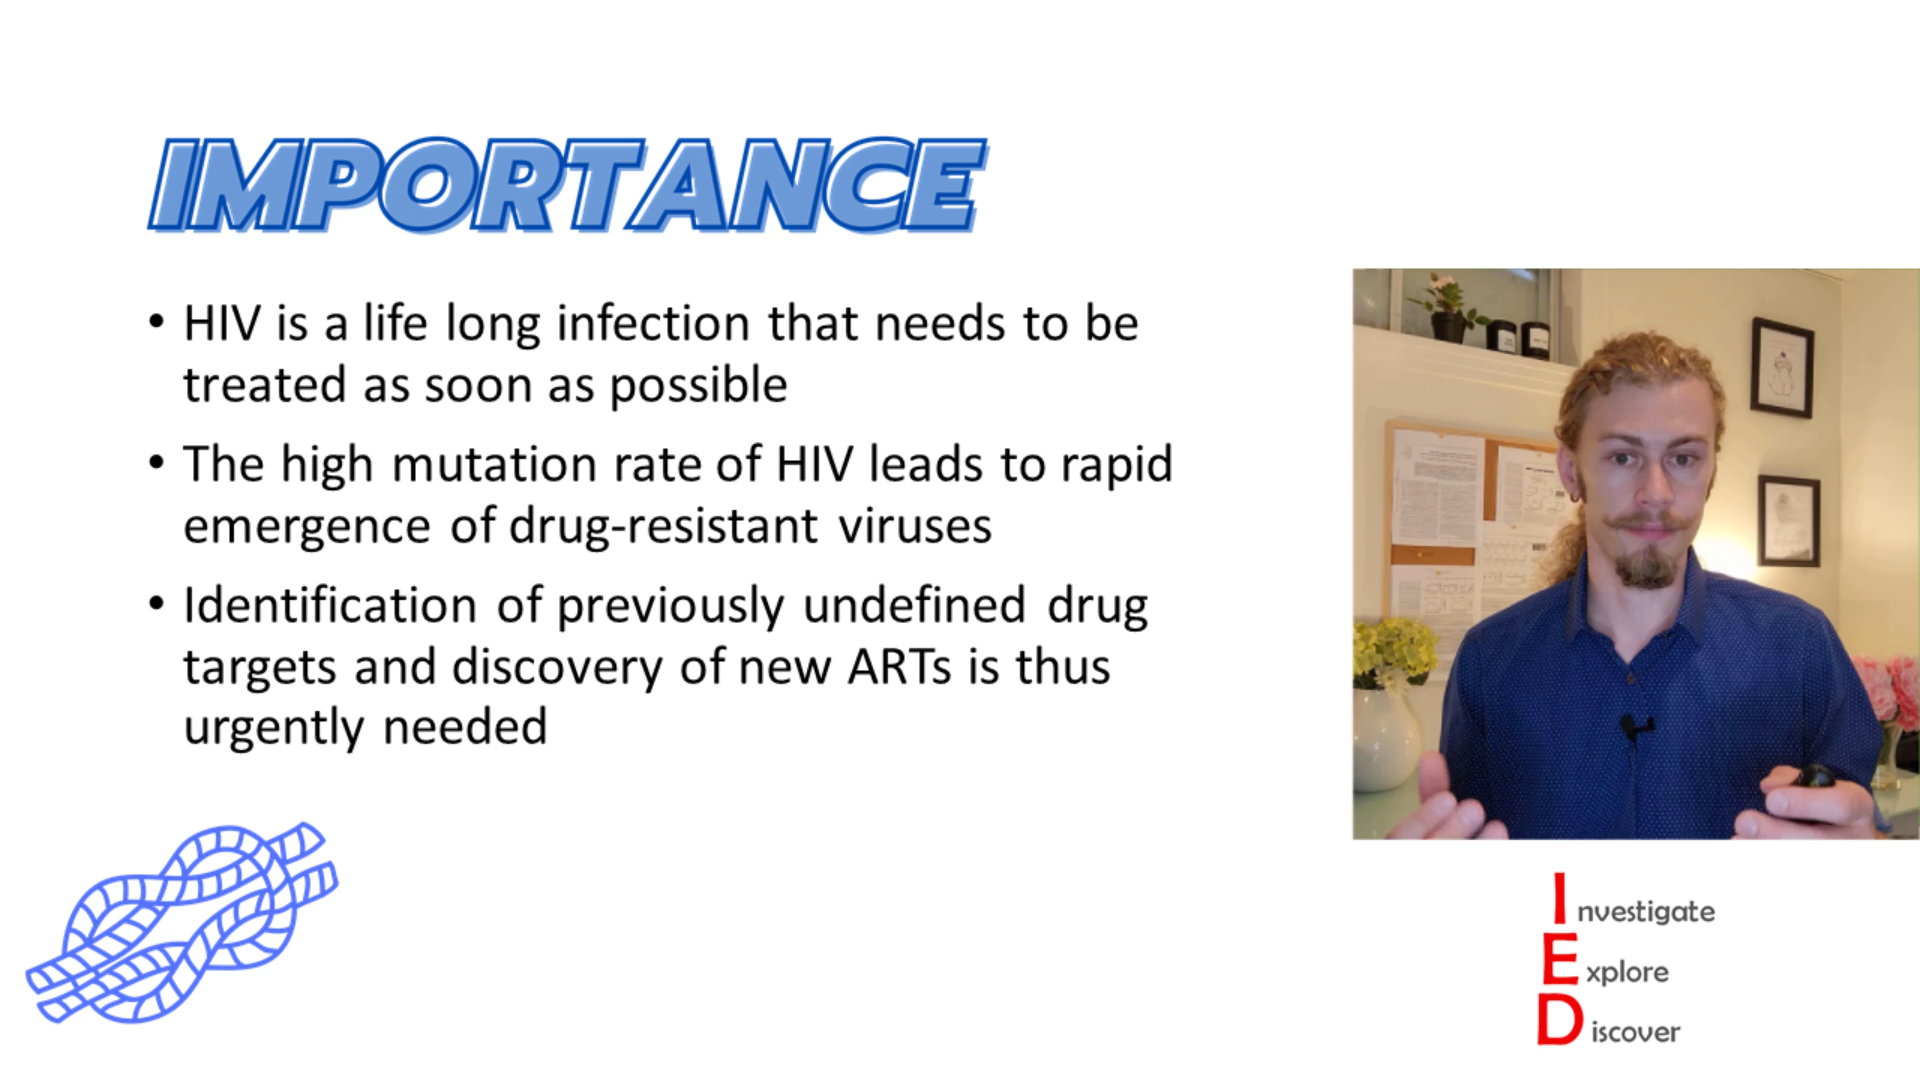 IMPORTANCE
• HIV is a life long infection that needs to be
treated as soon as possible
• The high mutation rate of HIV leads to rapid
emergence of drug-resistant viruses
• Identification of previously undefined drug
targets and discovery of new ARTs is thus
urgently needed
Investigate
Explore
Discover